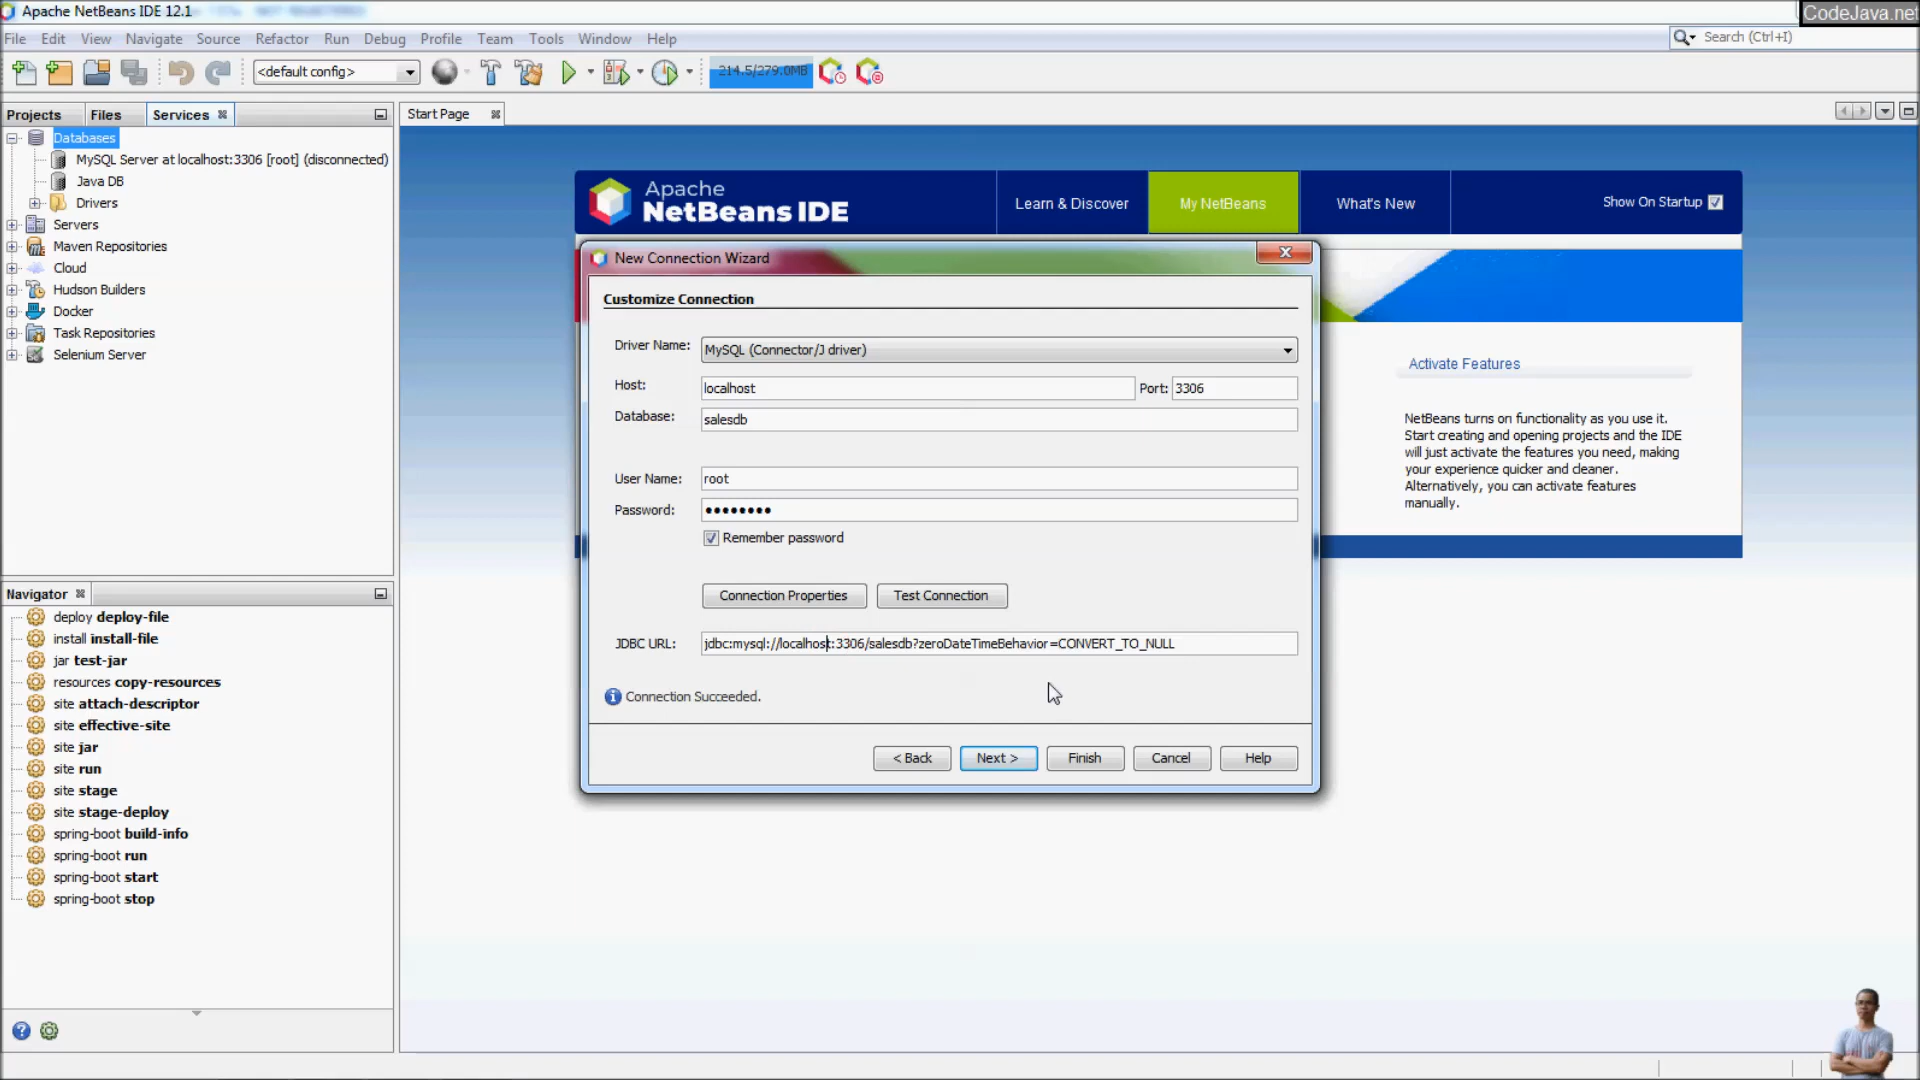 Apache NetBeans IDE 12.1
CodeJava.net
File Edit View Navigate Source Refactor Run Debug Profile Team Tools Window Help
Search (Ctrl+I)
<default config>
214.5/279.0MB
Projects Files Services
Start Page
Databases
MySQL Server at localhost:3306 [root] (disconnected)
Java DB
Drivers
Servers
Maven Repositories
Cloud
Hudson Builders
Docker
Task Repositories
Selenium Server
Apache
NetBeans IDE
Learn & Discover
My NetBeans
What's New
Show On Startup
New Connection Wizard
Customize Connection
Driver Name: MySQL (Connector/J driver)
Host: localhost Port: 3306
Database: salesdb
User Name: root
Password: ••••••••
Remember password
Connection Properties Test Connection
JDBC URL: jdbc:mysql://localhost:3306/salesdb?zeroDateTimeBehavior=CONVERT_TO_NULL
Connection Succeeded.
< Back Next > Finish Cancel Help
Activate Features
NetBeans turns on functionality as you use it.
Start creating and opening projects and the IDE
will just activate the features you need, making
your experience quicker and cleaner.
Alternatively, you can activate features
manually.
Navigator
deploy deploy-file
install install-file
jar test-jar
resources copy-resources
site attach-descriptor
site effective-site
site jar
site run
site stage
site stage-deploy
spring-boot build-info
spring-boot run
spring-boot start
spring-boot stop